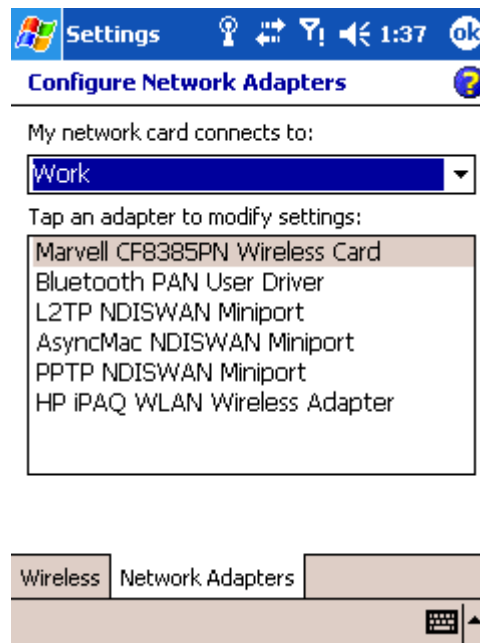 Settings 1:37 ok
Configure Network Adapters ?
My network card connects to:
Work
Tap an adapter to modify settings:
Marvell CF8385PN Wireless Card
Bluetooth PAN User Driver
L2TP NDISWAN Miniport
AsyncMac NDISWAN Miniport
PPTP NDISWAN Miniport
HP iPAQ WLAN Wireless Adapter
Wireless Network Adapters